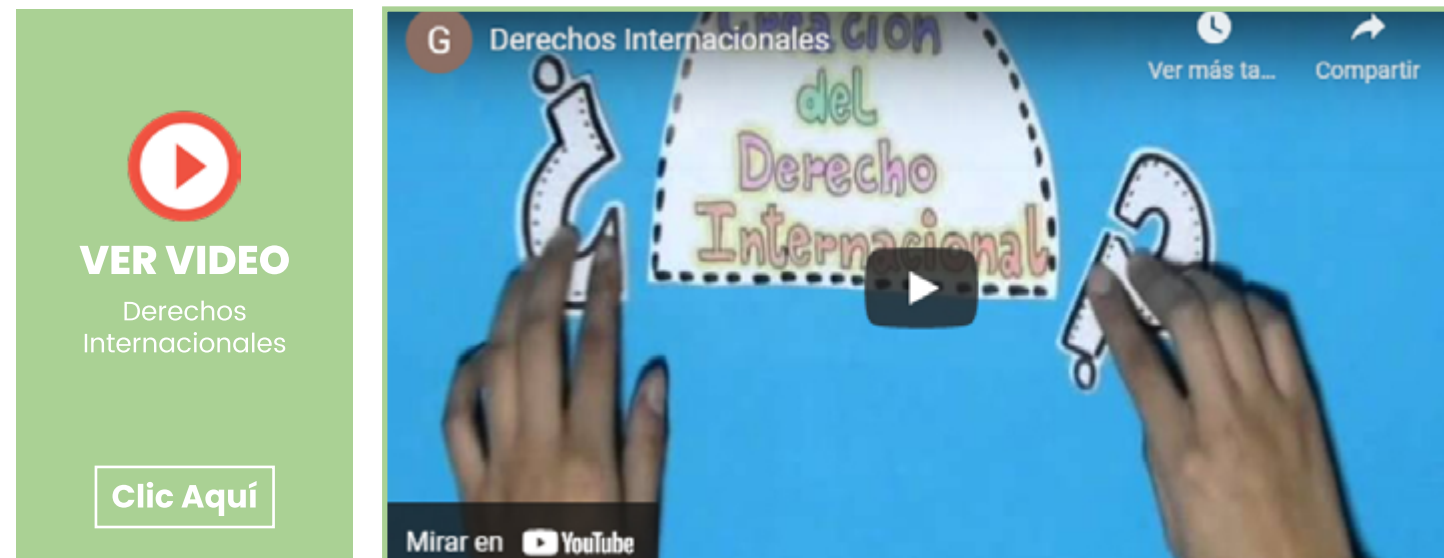 VER VIDEO
Derechos
Internacionales
Clic Aquí
G
Derechos Internacionales
Ver más ta...
Compartir
del
Derecho
Internacional
Mirar en YouTube